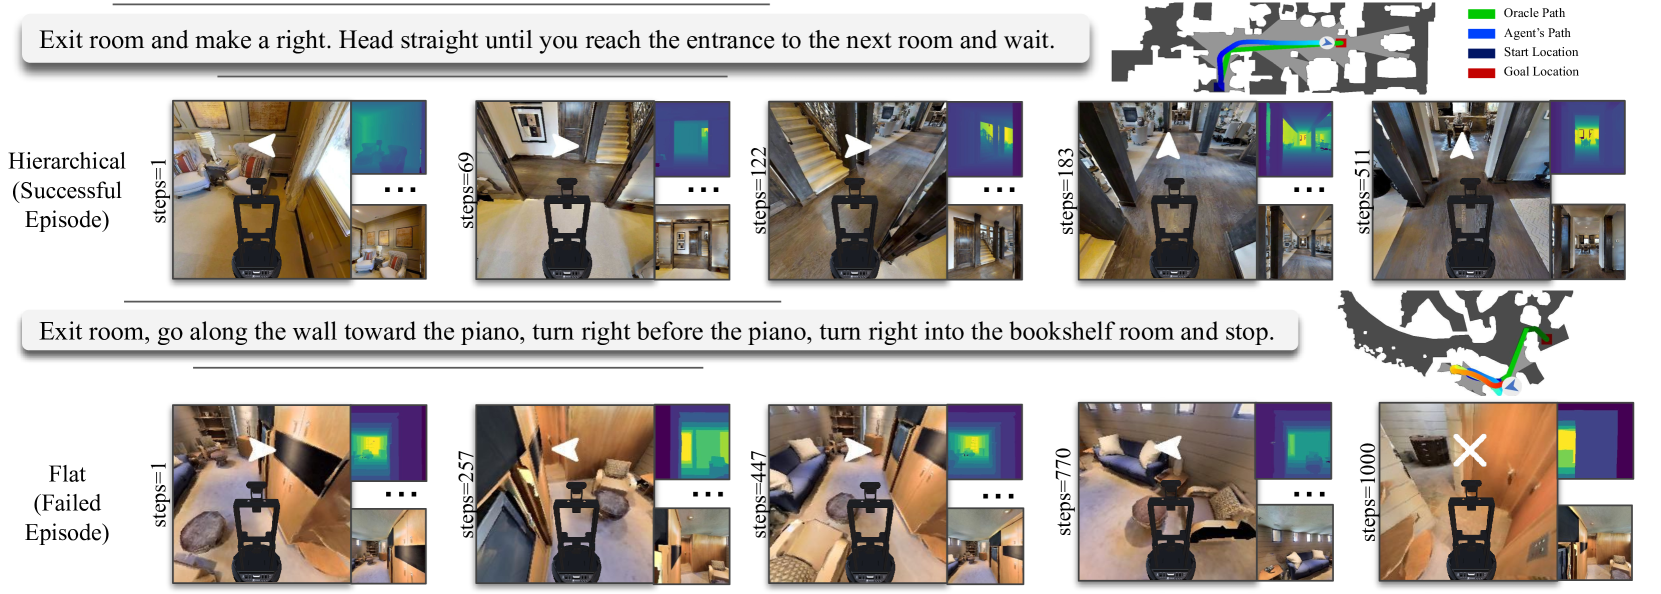 Exit room and make a right. Head straight until you reach the entrance to the next room and wait.
Oracle Path
Agent's Path
Start Location
Goal Location
Hierarchical
(Successful
Episode)
steps=1
steps=69
steps=122
steps=183
steps=511
Exit room, go along the wall toward the piano, turn right before the piano, turn right into the bookshelf room and stop.
Flat
(Failed
Episode)
steps=1
steps=257
steps=447
steps=770
steps=1000